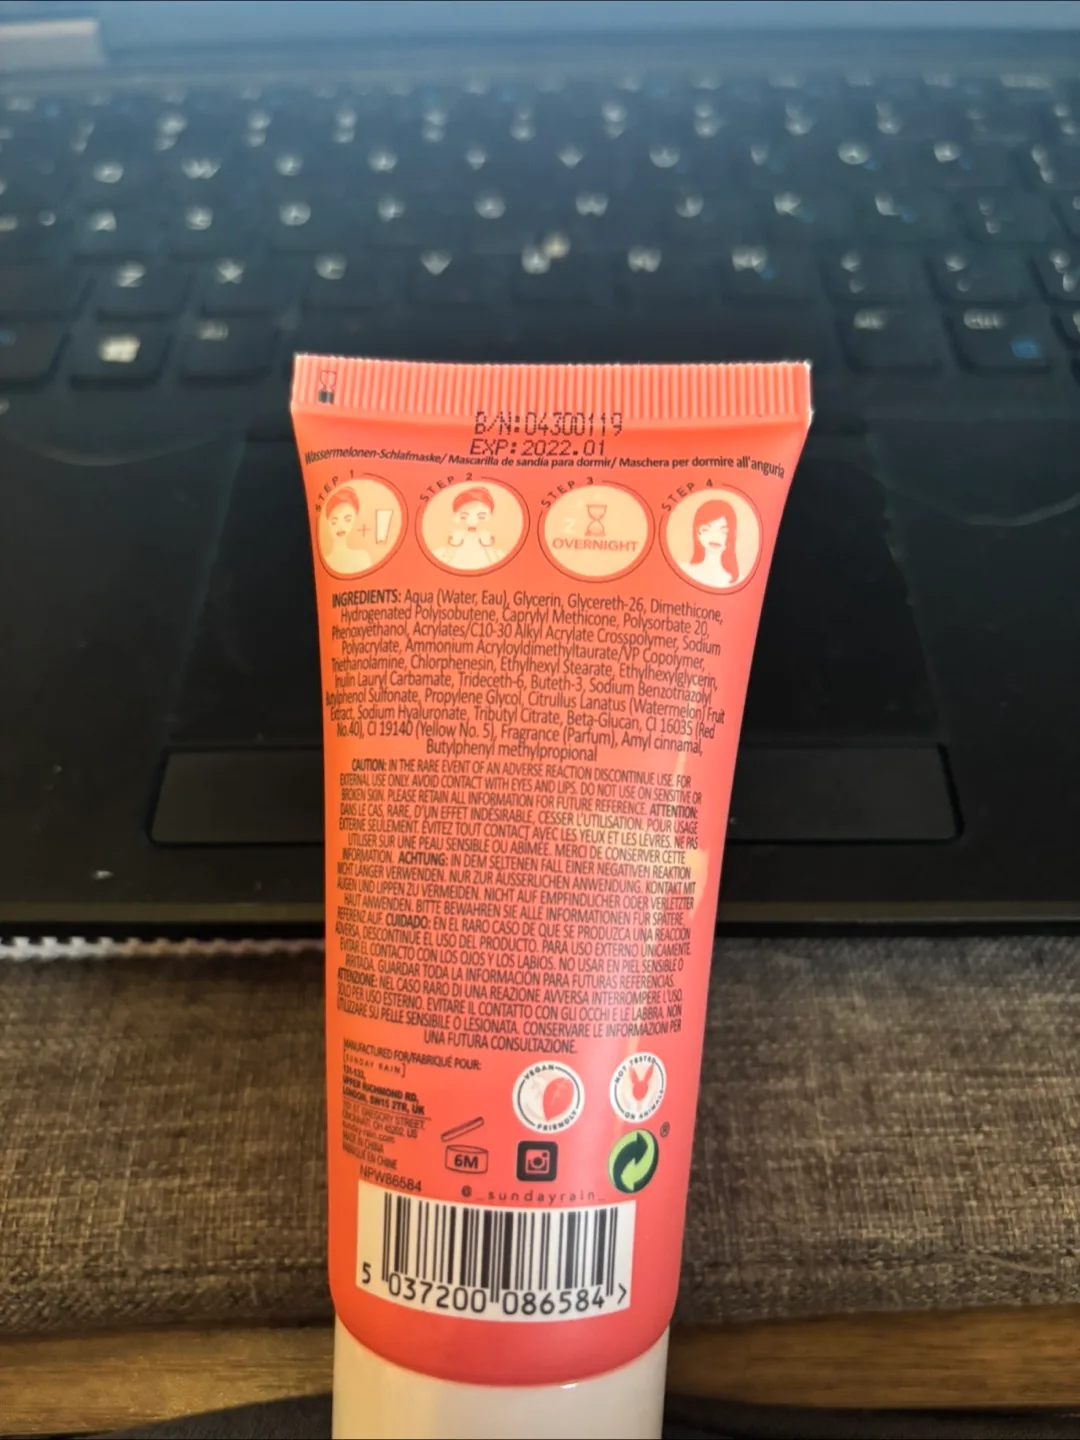 B/N:04300119
EXP:2022.01
Wassermelonen-Schlafmaske/ Mascarilla de sandía para dormir/ Maschera per dormire all'anguria
STEP 1
STEP 2
STEP 3
STEP 4
Z
OVERNIGHT
INGREDIENTS: Aqua (Water, Eau), Glycerin, Glycereth-26, Dimethicone,
Hydrogenated Polyisobutene, Caprylyl Methicone, Polysorbate 20,
Phenoxyethanol, Acrylates/C10-30 Alkyl Acrylate Crosspolymer, Sodium
Polyacrylate, Ammonium Acryloyldimethyltaurate/VP Copolymer,
Triethanolamine, Chlorphenesin, Ethylhexyl Stearate, Ethylhexylglycerin,
Inulin Lauryl Carbamate, Trideceth-6, Buteth-3, Sodium Benzotriazolyl
Butylphenol Sulfonate, Propylene Glycol, Citrullus Lanatus (Watermelon) Fruit
Extract, Sodium Hyaluronate, Tributyl Citrate, Beta-Glucan, CI 16035 (Red
No.40), CI 19140 (Yellow No. 5), Fragrance (Parfum), Amyl cinnamal,
Butylphenyl methylpropional
CAUTION: IN THE RARE EVENT OF AN ADVERSE REACTION DISCONTINUE USE. FOR
EXTERNAL USE ONLY. AVOID CONTACT WITH EYES AND LIPS. DO NOT USE ON SENSITIVE OR
BROKEN SKIN. PLEASE RETAIN ALL INFORMATION FOR FUTURE REFERENCE. ATTENTION:
DANS LE CAS, RARE, D'UN EFFET INDÉSIRABLE, CESSER L'UTILISATION. POUR USAGE
EXTERNE SEULEMENT. ÉVITEZ TOUT CONTACT AVEC LES YEUX ET LES LÈVRES. NE PAS
UTILISER SUR UNE PEAU SENSIBLE OU ABÎMÉE. MERCI DE CONSERVER CETTE
INFORMATION. ACHTUNG: IN DEM SELTENEN FALL EINER NEGATIVEN REAKTION
NICHT LÄNGER VERWENDEN. NUR ZUR ÄUSSERLICHEN ANWENDUNG. KONTAKT MIT
AUGEN UND LIPPEN ZU VERMEIDEN. NICHT AUF EMPFINDLICHER ODER VERLETZTER
HAUT ANWENDEN. BITTE BEWAHREN SIE ALLE INFORMATIONEN FÜR SPÄTERE
REFERENZ AUF. CUIDADO: EN EL RARO CASO DE QUE SE PRODUZCA UNA REACCIÓN
ADVERSA, DESCONTINUE EL USO DEL PRODUCTO. PARA USO EXTERNO ÚNICAMENTE.
EVITAR EL CONTACTO CON LOS OJOS Y LOS LABIOS. NO USAR EN PIEL SENSIBLE O
IRRITADA. GUARDAR TODA LA INFORMACIÓN PARA FUTURAS REFERENCIAS.
ATTENZIONE: NEL CASO RARO DI UNA REAZIONE AVVERSA INTERROMPERE L'USO.
SOLO PER USO ESTERNO. EVITARE IL CONTATTO CON GLI OCCHI E LE LABBRA. NON
UTILIZZARE SU PELLE SENSIBILE O LESIONATA. CONSERVARE LE INFORMAZIONI PER
UNA FUTURA CONSULTAZIONE.
MANUFACTURED FOR/FABRIQUÉ POUR:
[SUNDAY RAIN]
UPPER RICHMOND RD,
LONDON, SW15 2TR, UK
GREGORY STREET,
CINCINNATI, OH 45202, US
sunday-rain.com
MADE IN CHINA
FABRIQUÉ EN CHINE
NPW86584
VEGAN
FRIENDLY
NOT TESTED
ON ANIMALS
6M
®
@_sundayrain_
5 037200 086584 >